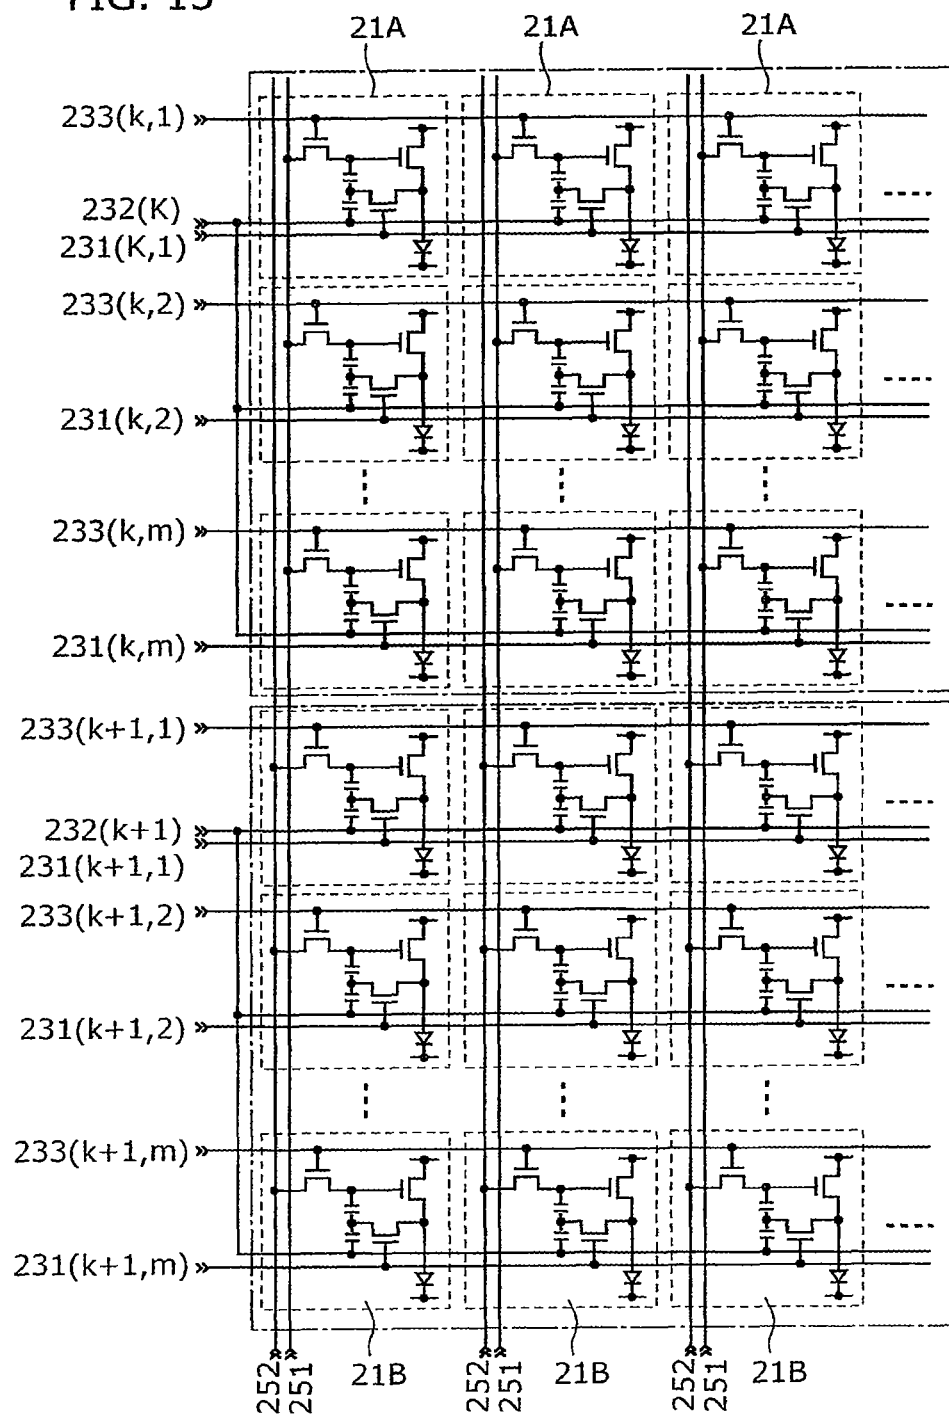 FIG. 15
21A 21A 21A
233(k,1)
232(K)
231(K,1)
233(k,2)
231(k,2)
233(k,m)
231(k,m)
233(k+1,1)
232(k+1)
231(k+1,1)
233(k+1,2)
231(k+1,2)
233(k+1,m)
231(k+1,m)
252 251 21B 252 251 21B 252 251 21B